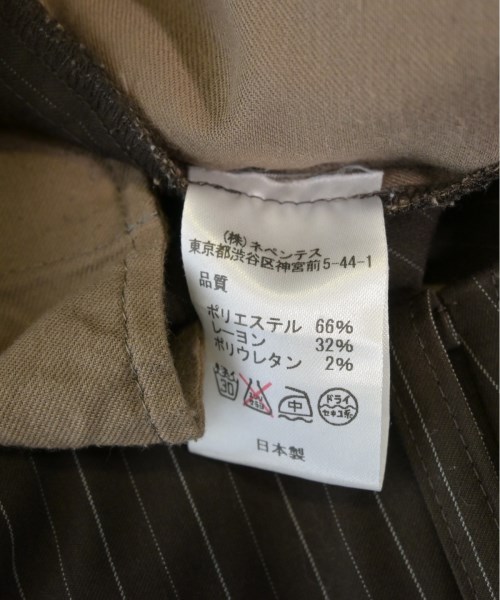 (株)ネペンテス
東京都渋谷区神宮前5-44-1
品質
ポリエステル 66%
レーヨン 32%
ポリウレタン 2%
30 中 ドライ セキユ系
日本製